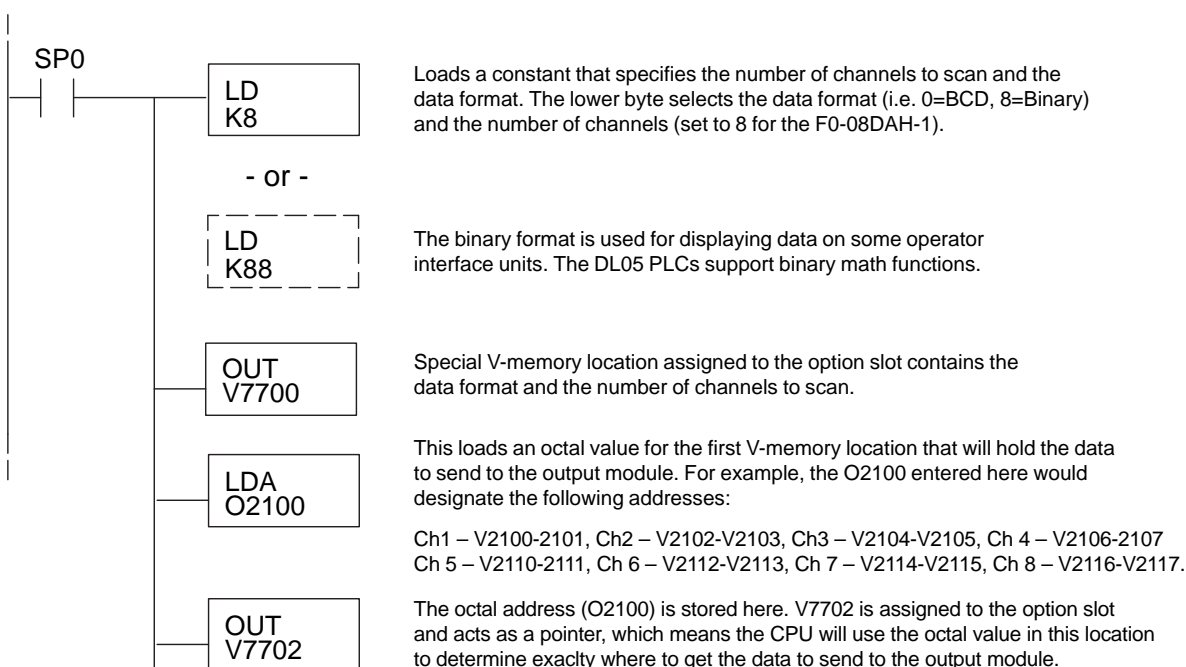 SP0
LD
K8
Loads a constant that specifies the number of channels to scan and the
data format. The lower byte selects the data format (i.e. 0=BCD, 8=Binary)
and the number of channels (set to 8 for the F0-08DAH-1).
- or -
LD
K88
The binary format is used for displaying data on some operator
interface units. The DL05 PLCs support binary math functions.
OUT
V7700
Special V-memory location assigned to the option slot contains the
data format and the number of channels to scan.
LDA
O2100
This loads an octal value for the first V-memory location that will hold the data
to send to the output module. For example, the O2100 entered here would
designate the following addresses:
Ch1 – V2100-2101, Ch2 – V2102-V2103, Ch3 – V2104-V2105, Ch 4 – V2106-2107
Ch 5 – V2110-2111, Ch 6 – V2112-V2113, Ch 7 – V2114-V2115, Ch 8 – V2116-V2117.
OUT
V7702
The octal address (O2100) is stored here. V7702 is assigned to the option slot
and acts as a pointer, which means the CPU will use the octal value in this location
to determine exaclty where to get the data to send to the output module.